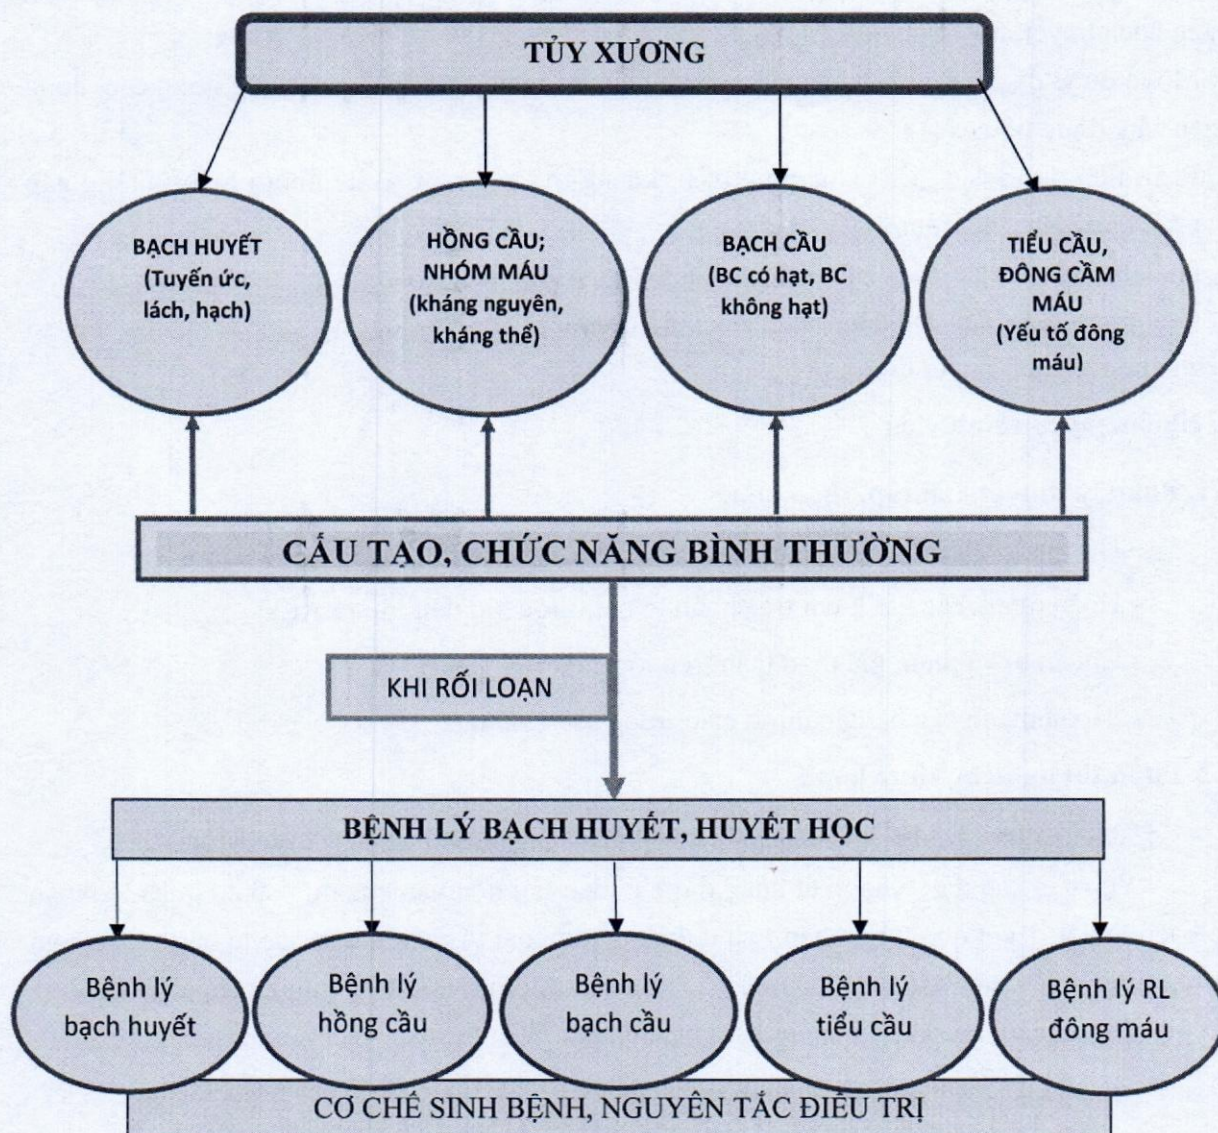 TỦY XƯƠNG
BẠCH HUYẾT
(Tuyến ức,
lách, hạch)
HỒNG CẦU;
NHÓM MÁU
(kháng nguyên,
kháng thể)
BẠCH CẦU
(BC có hạt, BC
không hạt)
TIỂU CẦU,
ĐÔNG CẦM
MÁU
(Yếu tố đông
máu)
CẤU TẠO, CHỨC NĂNG BÌNH THƯỜNG
KHI RỐI LOẠN
BỆNH LÝ BẠCH HUYẾT, HUYẾT HỌC
Bệnh lý
bạch huyết
Bệnh lý
hồng cầu
Bệnh lý
bạch cầu
Bệnh lý
tiểu cầu
Bệnh lý RL
đông máu
CƠ CHẾ SINH BỆNH, NGUYÊN TẮC ĐIỀU TRỊ